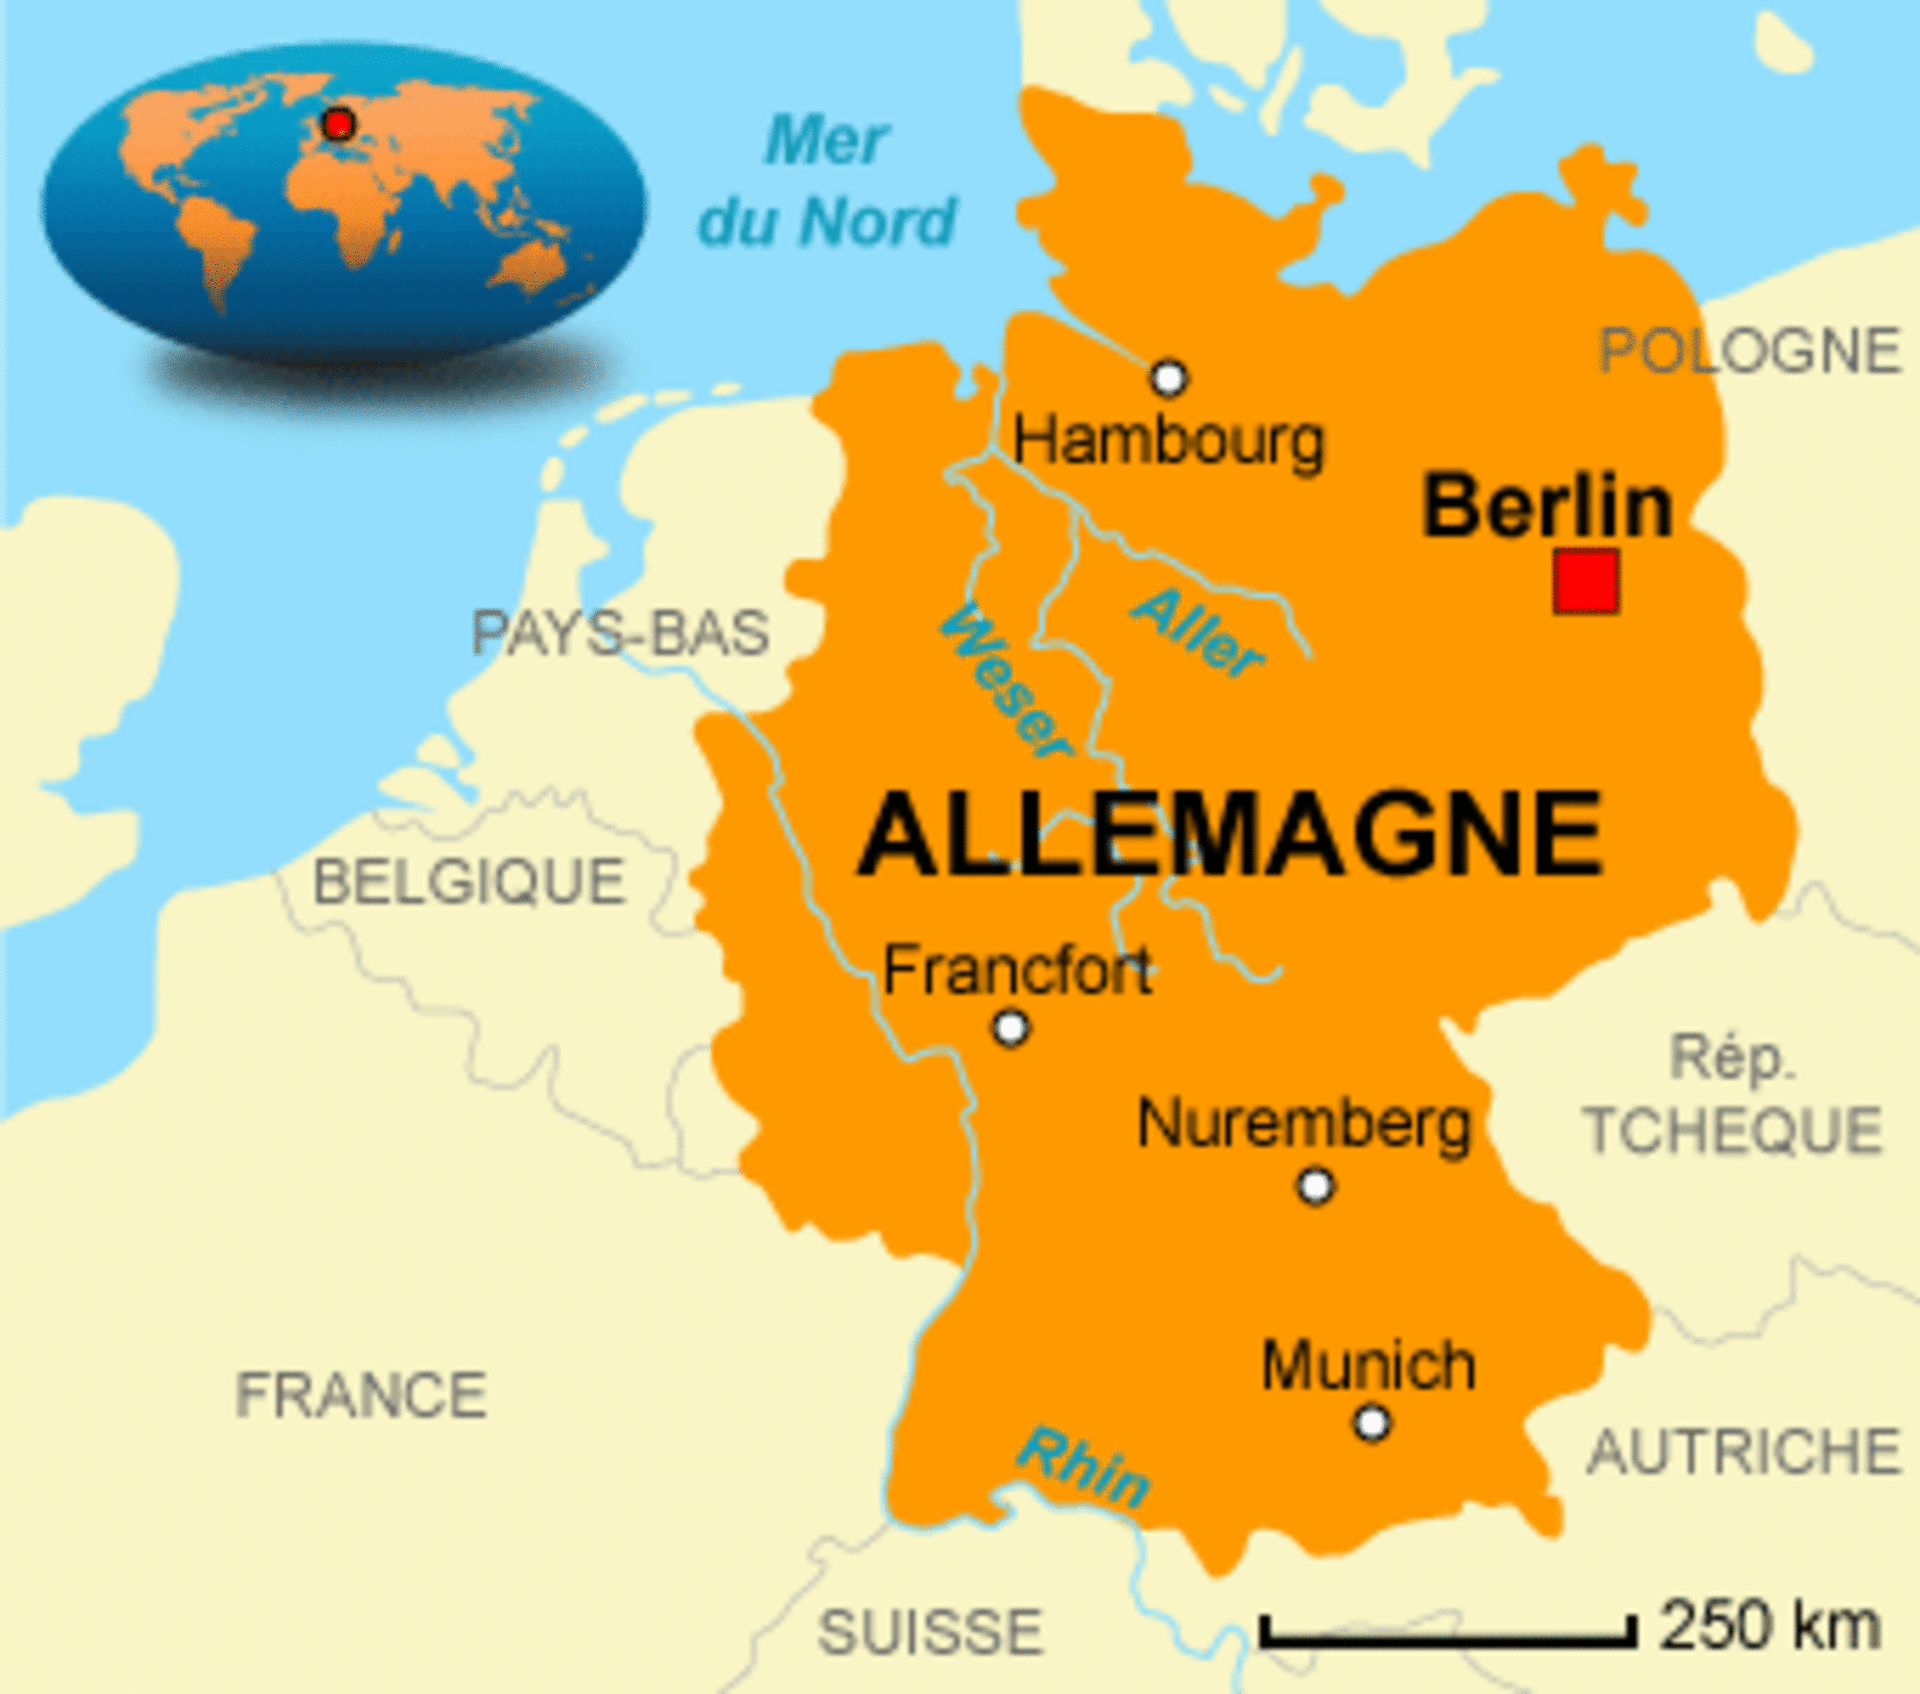 Mer
du Nord
POLOGNE
Hambourg
Berlin
PAYS-BAS
Aller
Weser
ALLEMAGNE
BELGIQUE
Francfort
Rép.
TCHEQUE
Nuremberg
Munich
FRANCE
AUTRICHE
Rhin
SUISSE
250 km